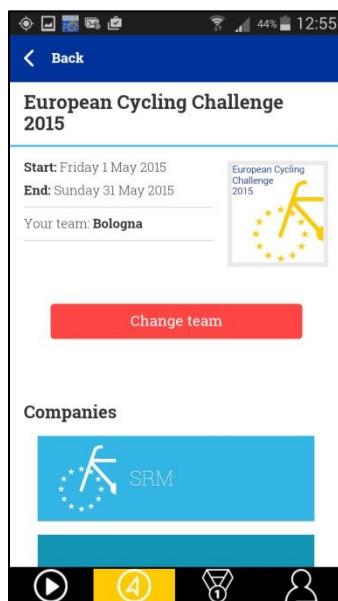 44% 12:55
Back
European Cycling Challenge
2015
Start: Friday 1 May 2015
End: Sunday 31 May 2015
Your team: Bologna
European Cycling
Challenge
2015
Change team
Companies
SRM
1